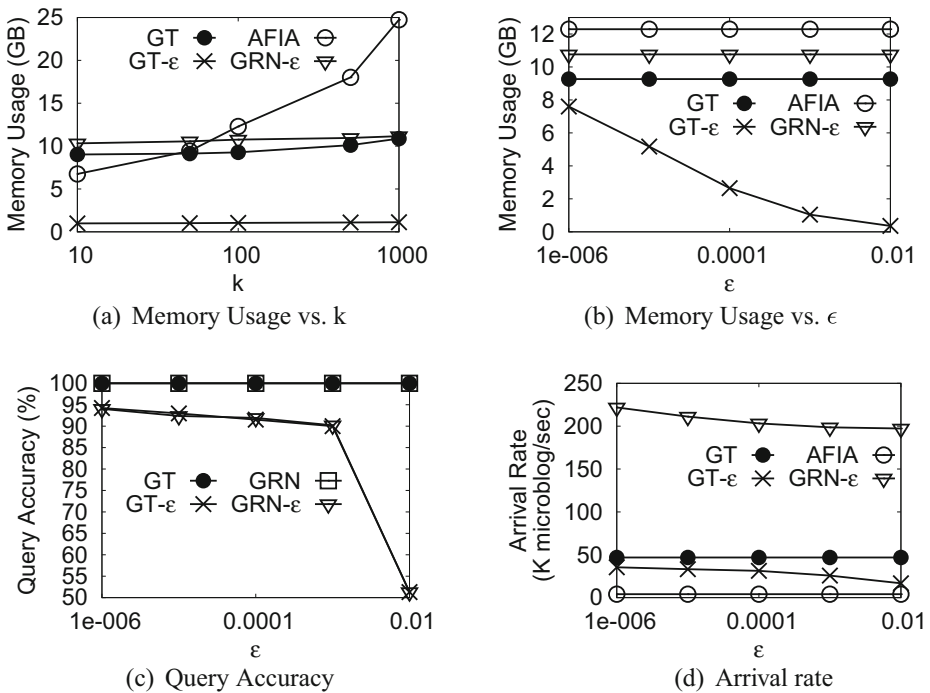 Memory Usage (GB)
25
20
15
10
5
0
GT AFIA
GT-ε GRN-ε
10 100 1000
k
(a) Memory Usage vs. k
Memory Usage (GB)
12
10
8
6
4
2
0
GT AFIA
GT-ε GRN-ε
1e-006 0.0001 0.01
ε
(b) Memory Usage vs. ϵ
Query Accuracy (%)
100
95
90
85
80
75
70
65
60
55
50
GT GRN
GT-ε GRN-ε
1e-006 0.0001 0.01
ε
(c) Query Accuracy
Arrival Rate
(K microblog/sec)
250
200
150
100
50
0
GT AFIA
GT-ε GRN-ε
1e-006 0.0001 0.01
ε
(d) Arrival rate